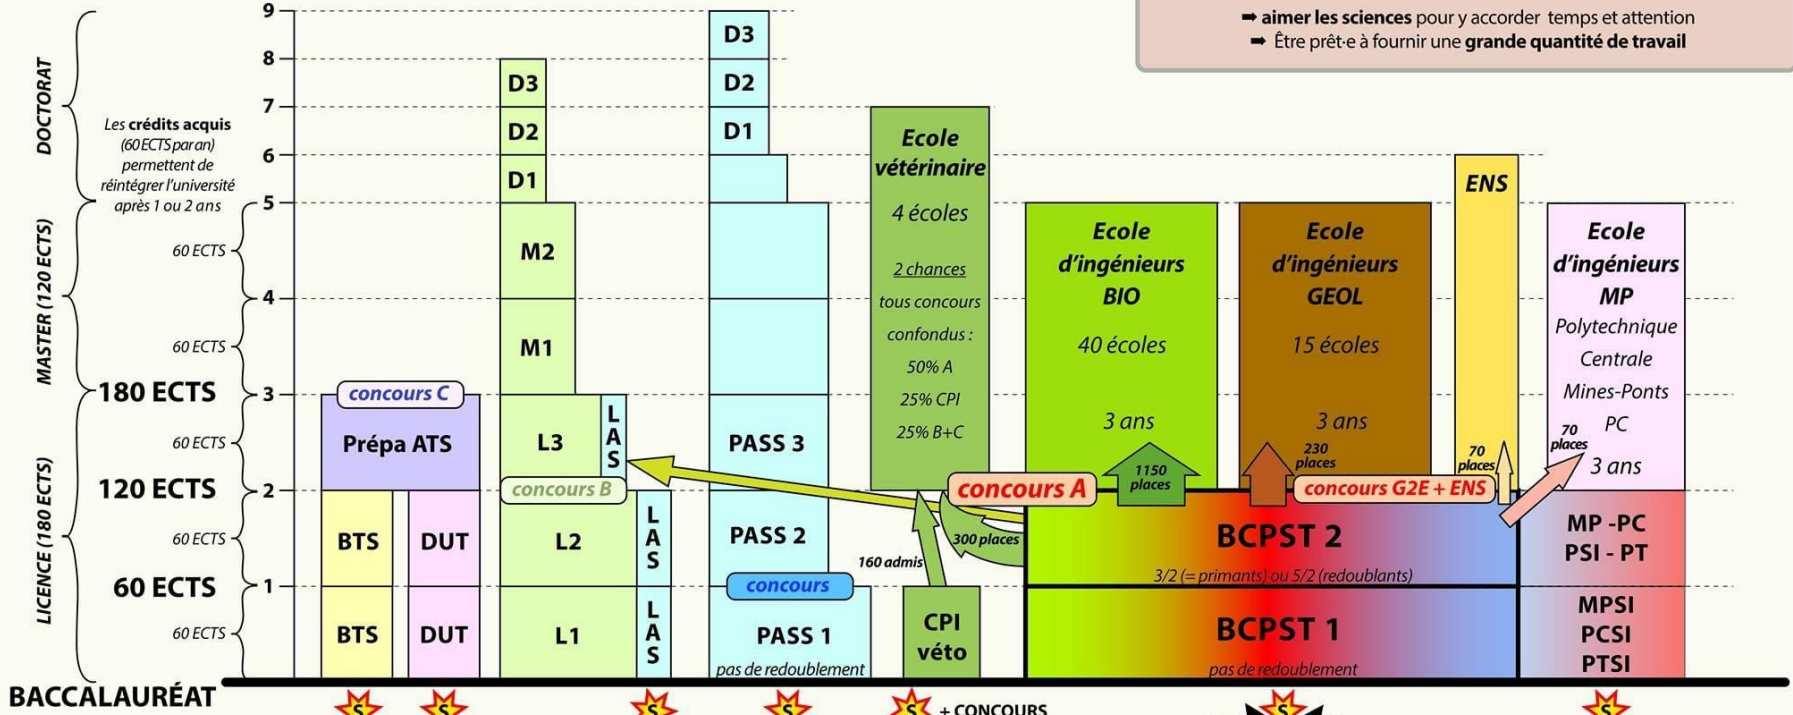 ➡ aimer les sciences pour y accorder temps et attention
➡ Être prêt·e à fournir une grande quantité de travail
DOCTORAT
MASTER (120 ECTS)
LICENCE (180 ECTS)
Les crédits acquis
(60 ECTS par an)
permettent de
réintégrer l'université
après 1 ou 2 ans
60 ECTS
60 ECTS
180 ECTS
60 ECTS
120 ECTS
60 ECTS
60 ECTS
60 ECTS
BACCALAURÉAT
9
8
7
6
5
4
3
2
1
concours C
Prépa ATS
BTS
DUT
BTS
DUT
D3
D2
D1
M2
M1
L3
LAS
concours B
L2
LAS
L1
LAS
D3
D2
D1
PASS 3
PASS 2
concours
PASS 1
pas de redoublement
Ecole
vétérinaire
4 écoles
2 chances
tous concours
confondus :
50% A
25% CPI
25% B+C
160 admis
300 places
CPI
véto
Ecole
d'ingénieurs
BIO
40 écoles
3 ans
1150
places
concours A
Ecole
d'ingénieurs
GEOL
15 écoles
3 ans
230
places
concours G2E + ENS
ENS
70
places
Ecole
d'ingénieurs
MP
Polytechnique
Centrale
Mines-Ponts
PC
70
places
3 ans
BCPST 2
3/2 (= primants) ou 5/2 (redoublants)
BCPST 1
pas de redoublement
MP -PC
PSI - PT
MPSI
PCSI
PTSI
S
S
S
S
S
+ CONCOURS
S
S